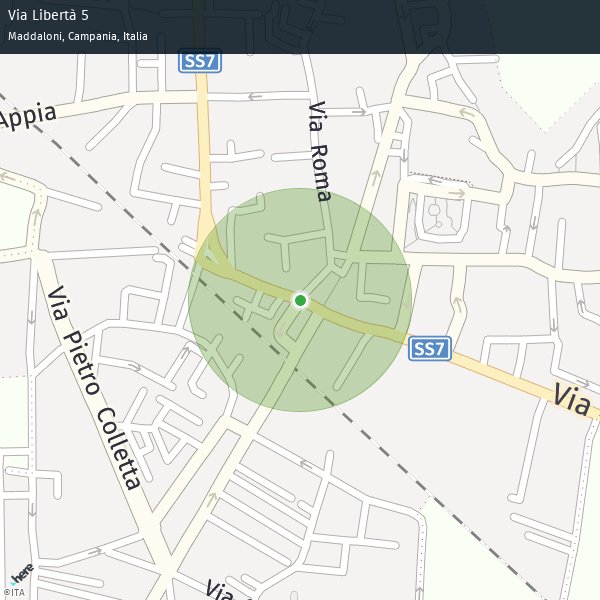 Via Libertà 5
Maddaloni, Campania, Italia
SS7
Appia
Via Roma
Via Pietro Colletta
SS7
Via
Via
here
©ITA